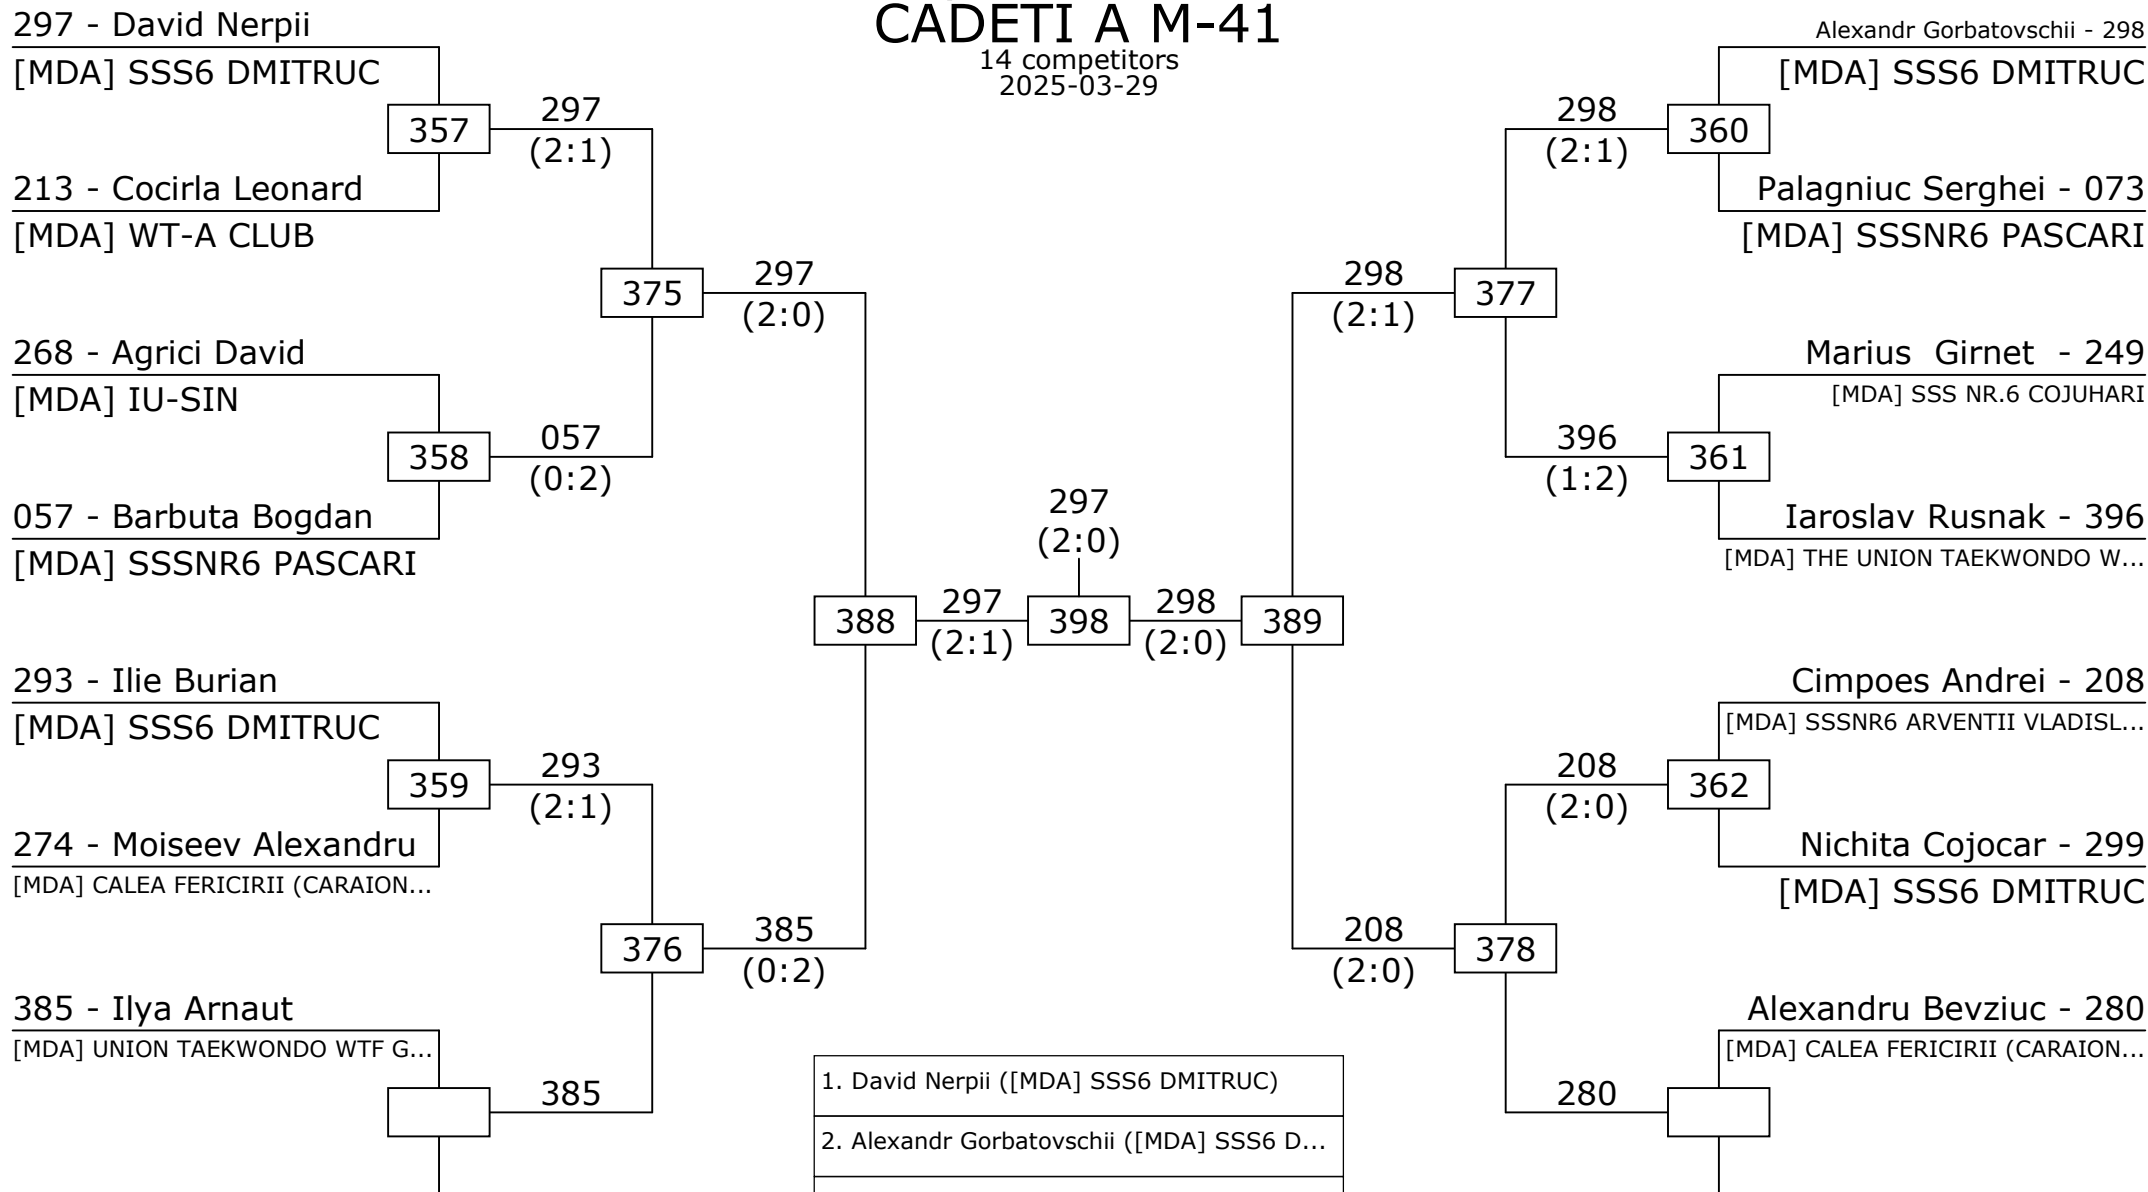 CADETI A M-41
14 competitors
2025-03-29
297 - David Nerpii
[MDA] SSS6 DMITRUC
357
297
(2:1)
213 - Cocirla Leonard
[MDA] WT-A CLUB
375
297
(2:0)
268 - Agrici David
[MDA] IU-SIN
358
057
(0:2)
057 - Barbuta Bogdan
[MDA] SSSNR6 PASCARI
293 - Ilie Burian
[MDA] SSS6 DMITRUC
359
293
(2:1)
274 - Moiseev Alexandru
[MDA] CALEA FERICIRII (CARAION...
376
385
(0:2)
385 - Ilya Arnaut
[MDA] UNION TAEKWONDO WTF G...
385
388
297
(2:1)
297
(2:0)
398
298
(2:0)
389
Alexandr Gorbatovschii - 298
[MDA] SSS6 DMITRUC
298
(2:1)
360
Palagniuc Serghei - 073
[MDA] SSSNR6 PASCARI
298
(2:1)
377
Marius  Girnet  - 249
[MDA] SSS NR.6 COJUHARI
396
(1:2)
361
Iaroslav Rusnak - 396
[MDA] THE UNION TAEKWONDO W...
Cimpoes Andrei - 208
[MDA] SSSNR6 ARVENTII VLADISL...
208
(2:0)
362
Nichita Cojocar - 299
[MDA] SSS6 DMITRUC
208
(2:0)
378
Alexandru Bevziuc - 280
[MDA] CALEA FERICIRII (CARAION...
280
1. David Nerpii ([MDA] SSS6 DMITRUC)
2. Alexandr Gorbatovschii ([MDA] SSS6 D...